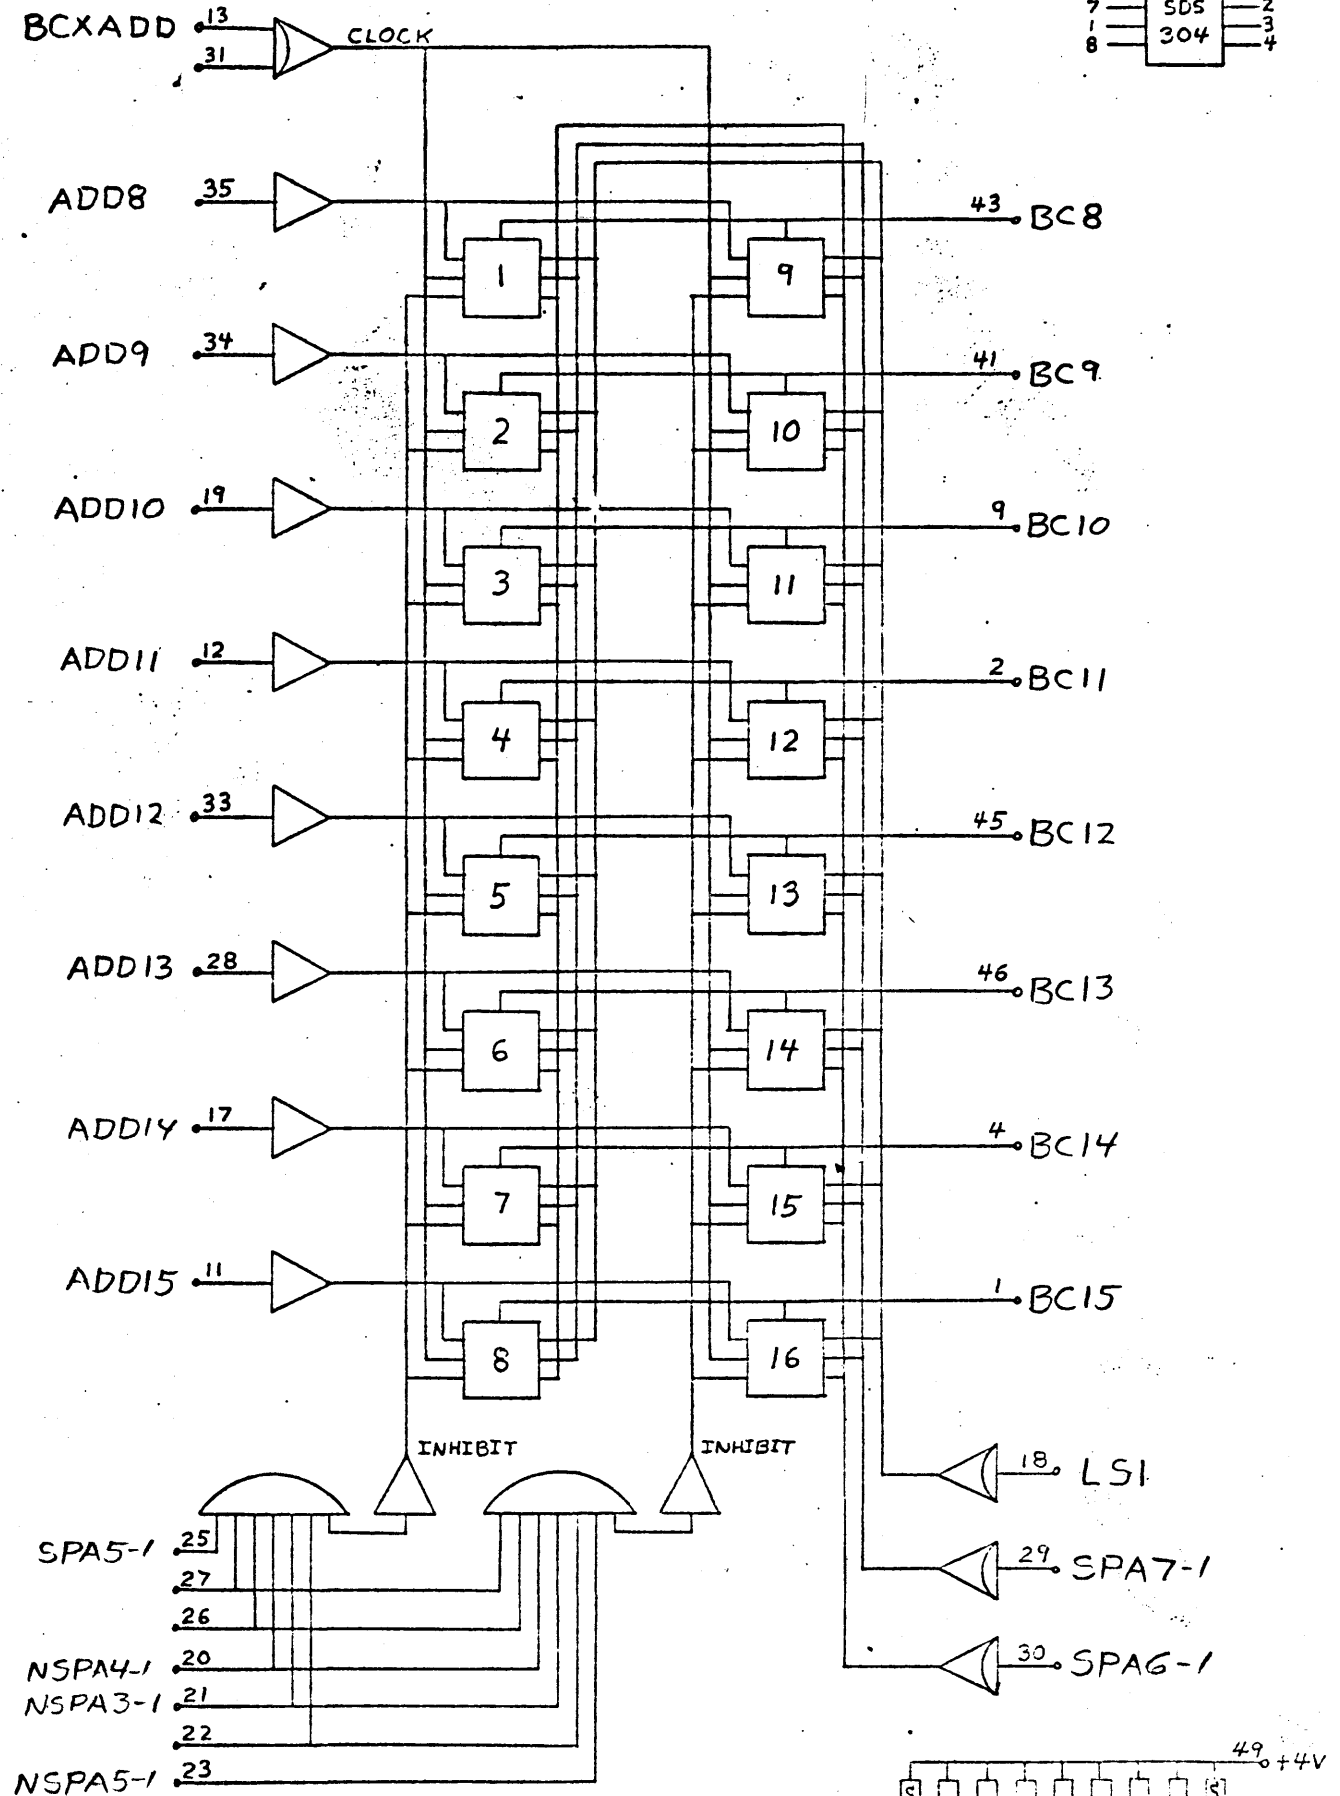 BCXADD 13
31
CLOCK
7 SDS 2
1 304 3
8 4
ADD8 35
43 BC8
1 9
ADD9 34
41 BC9
2 10
ADD10 19
9 BC10
3 11
ADD11 12
2 BC11
4 12
ADD12 33
45 BC12
5 13
ADD13 28
46 BC13
6 14
ADD14 17
4 BC14
7 15
ADD15 11
1 BC15
8 16
INHIBIT INHIBIT
18 LS1
SPA5-1 25
29 SPA7-1
27
26
NSPA4-1 20
30 SPA6-1
NSPA3-1 21
22
49 +4V
NSPA5-1 23